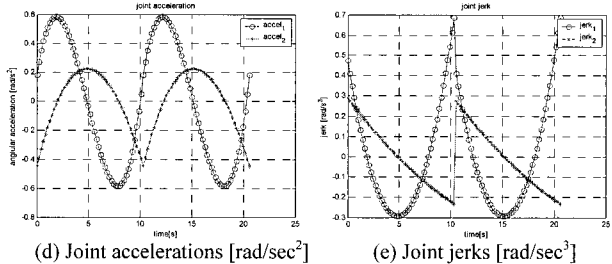 joint acceleration
accel1
accel2
angular acceleration [rad/s²]
0.6
0.4
0.2
0
-0.2
-0.4
-0.6
-0.8
0
5
10
15
20
25
time[s]
(d) Joint accelerations [rad/sec²]
joint jerk
jerk1
jerk2
jerk [rad/s³]
0.7
0.6
0.5
0.4
0.3
0.2
0.1
0
-0.1
-0.2
-0.3
0
5
10
15
20
25
time[s]
(e) Joint jerks [rad/sec³]